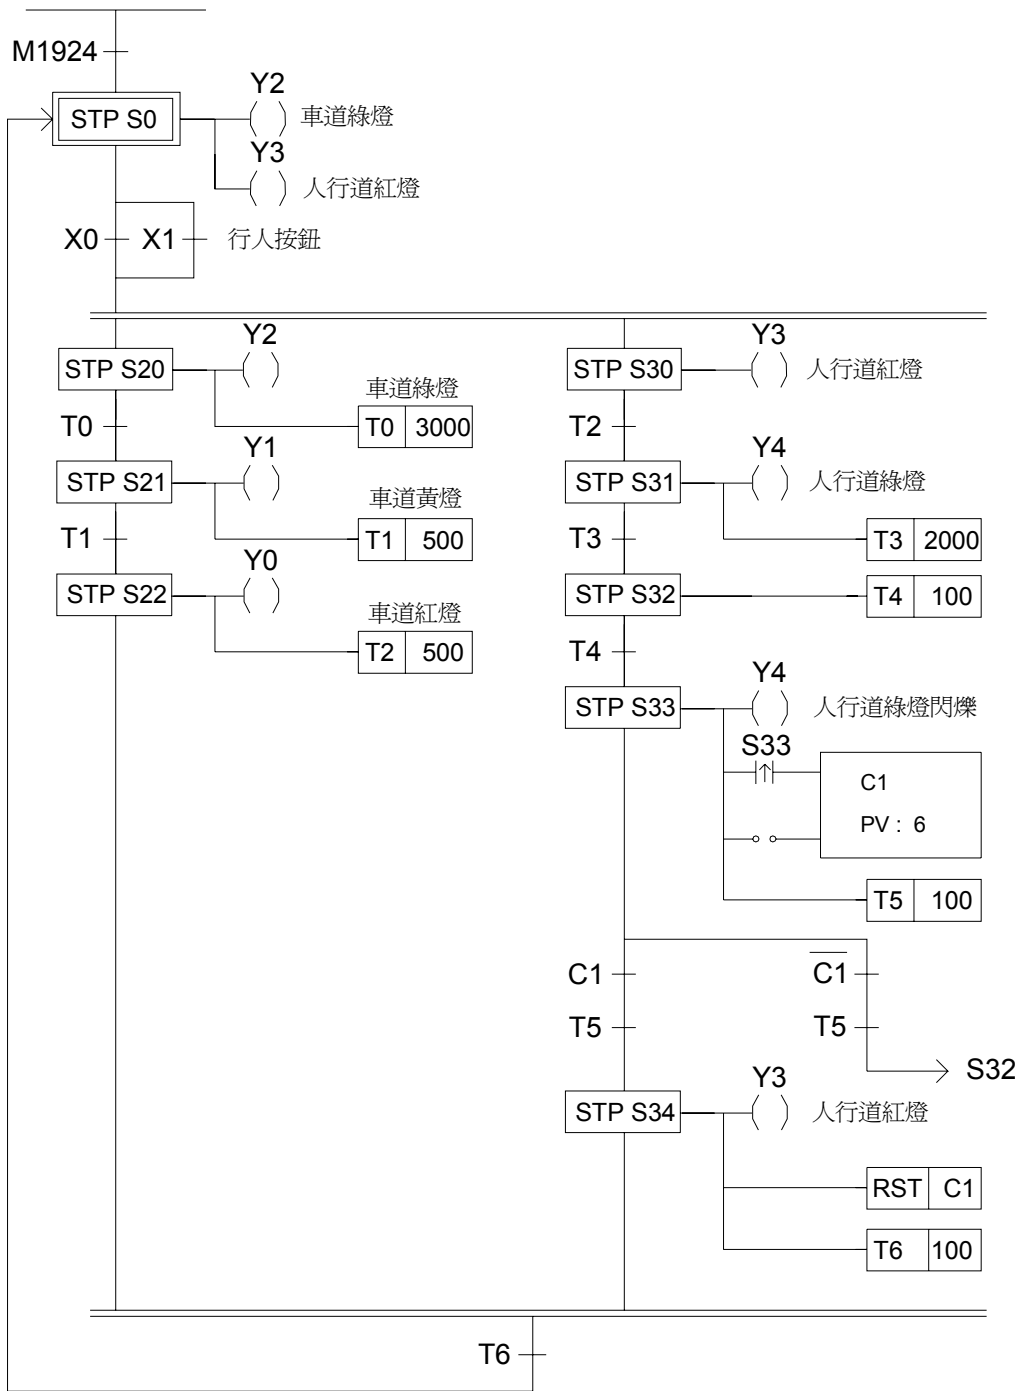 M1924
STP S0
Y2
車道綠燈
Y3
人行道紅燈
X0
X1
行人按鈕
STP S20
Y2
車道綠燈
T0 3000
T0
STP S21
Y1
車道黃燈
T1 500
T1
STP S22
Y0
車道紅燈
T2 500
STP S30
Y3
人行道紅燈
T2
STP S31
Y4
人行道綠燈
T3 2000
T3
STP S32
T4 100
T4
STP S33
Y4
人行道綠燈閃爍
S33
C1
PV : 6
T5 100
C1
T5
C1
T5
S32
STP S34
Y3
人行道紅燈
RST C1
T6 100
T6